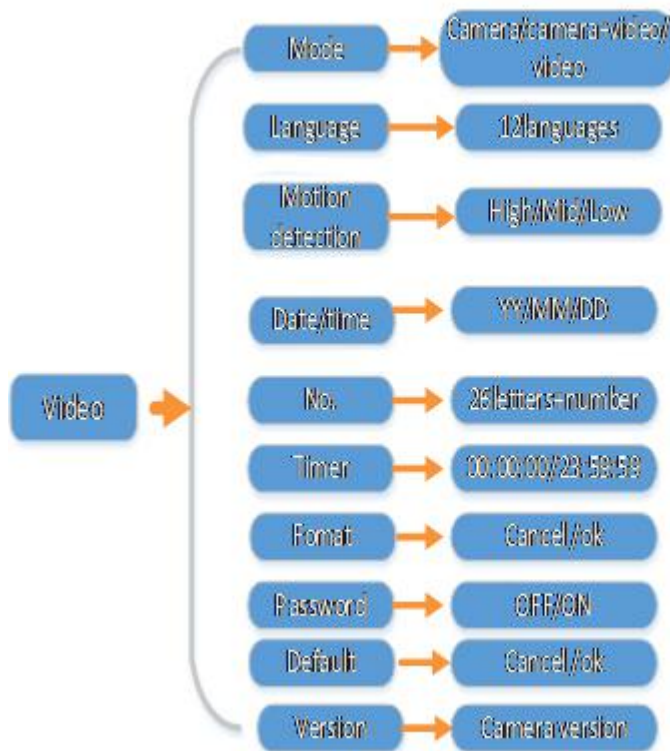 Mode
Camera/camera+video/
video
Language
12languages
Motion
detection
High/Mid/Low
Date/time
YY/MM/DD
Video
No.
26letters+number
Timer
00:00:00/23:59:59
Fomat
Cancel/ok
Password
OFF/ON
Default
Cancel/ok
Version
Camera version